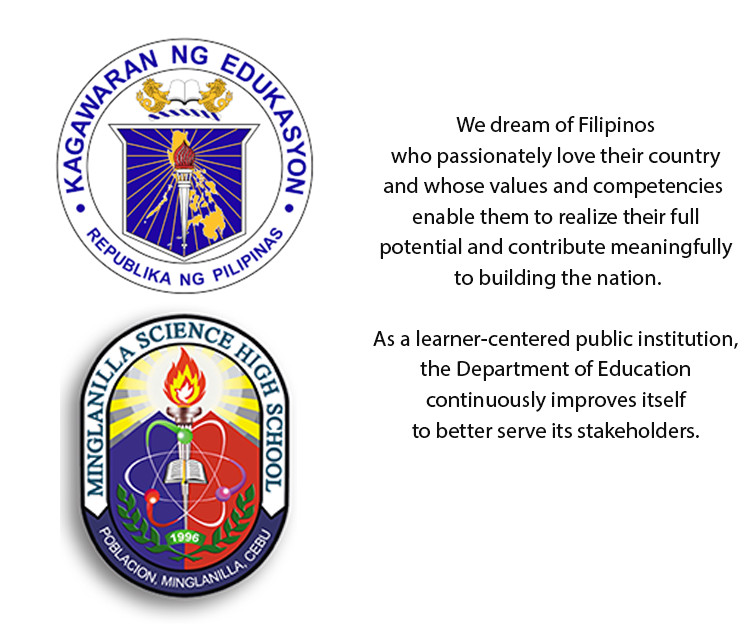 KAGAWARAN NG EDUKASYON
REPUBLIKA NG PILIPINAS
MINGLANILLA SCIENCE HIGH SCHOOL
1996
POBLACION, MINGLANILLA, CEBU
We dream of Filipinos
who passionately love their country
and whose values and competencies
enable them to realize their full
potential and contribute meaningfully
to building the nation.
As a learner-centered public institution,
the Department of Education
continuously improves itself
to better serve its stakeholders.